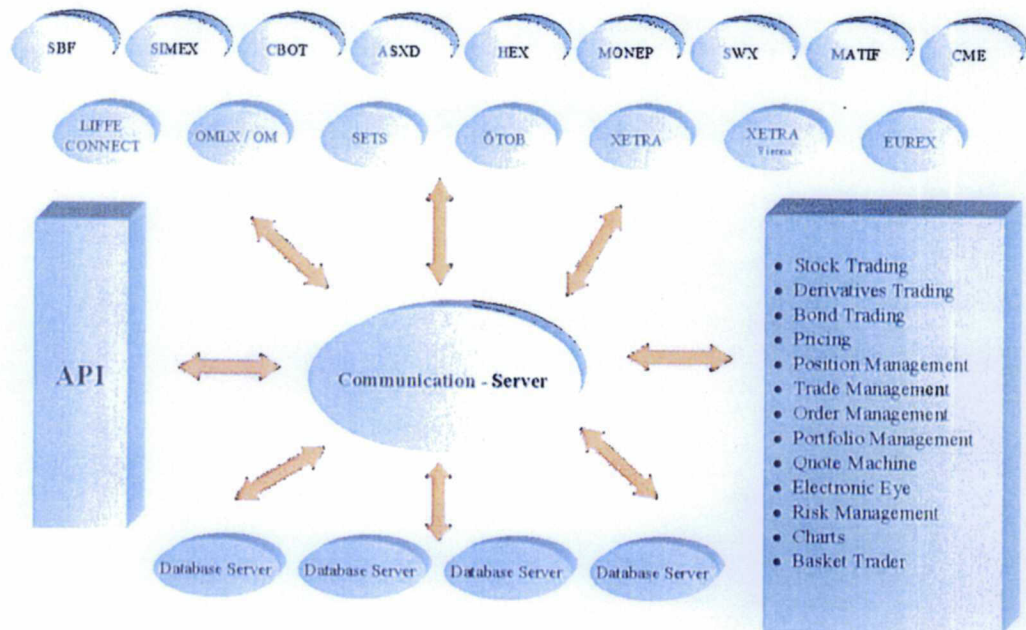 SBF
SIMEX
CBOT
ASXD
HEX
MONEP
SWX
MATIF
CME
LIFFE
CONNECT
OMLX / OM
SETS
ÖTOB
XETRA
XETRA
Vienna
EUREX
API
Communication - Server
• Stock Trading
• Derivatives Trading
• Bond Trading
• Pricing
• Position Management
• Trade Management
• Order Management
• Portfolio Management
• Quote Machine
• Electronic Eye
• Risk Management
• Charts
• Basket Trader
Database Server
Database Server
Database Server
Database Server